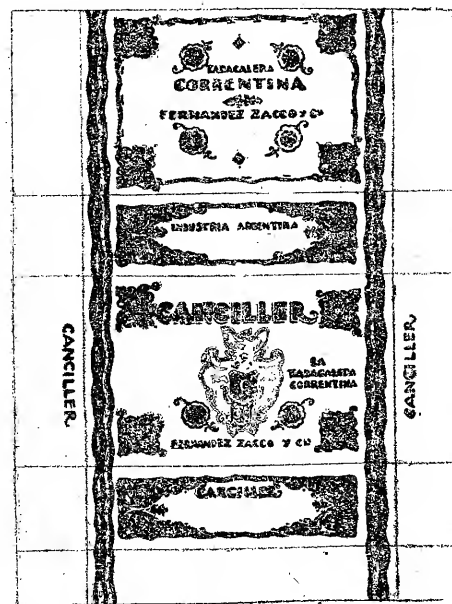 TABACALERA
CORRENTINA
FERNANDEZ ZACCO Y Cia
INDUSTRIA ARGENTINA
CANCILLER
LA
TABACALERA
CORRENTINA
FERNANDEZ ZACCO Y Cia
CANCILLER
CANCILLER
CANCILLER